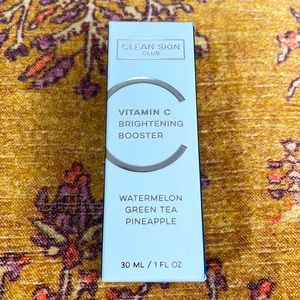 CLEAN SKIN
CLUB
VITAMIN C
BRIGHTENING
BOOSTER
WATERMELON
GREEN TEA
PINEAPPLE
30 ML / 1 FL OZ